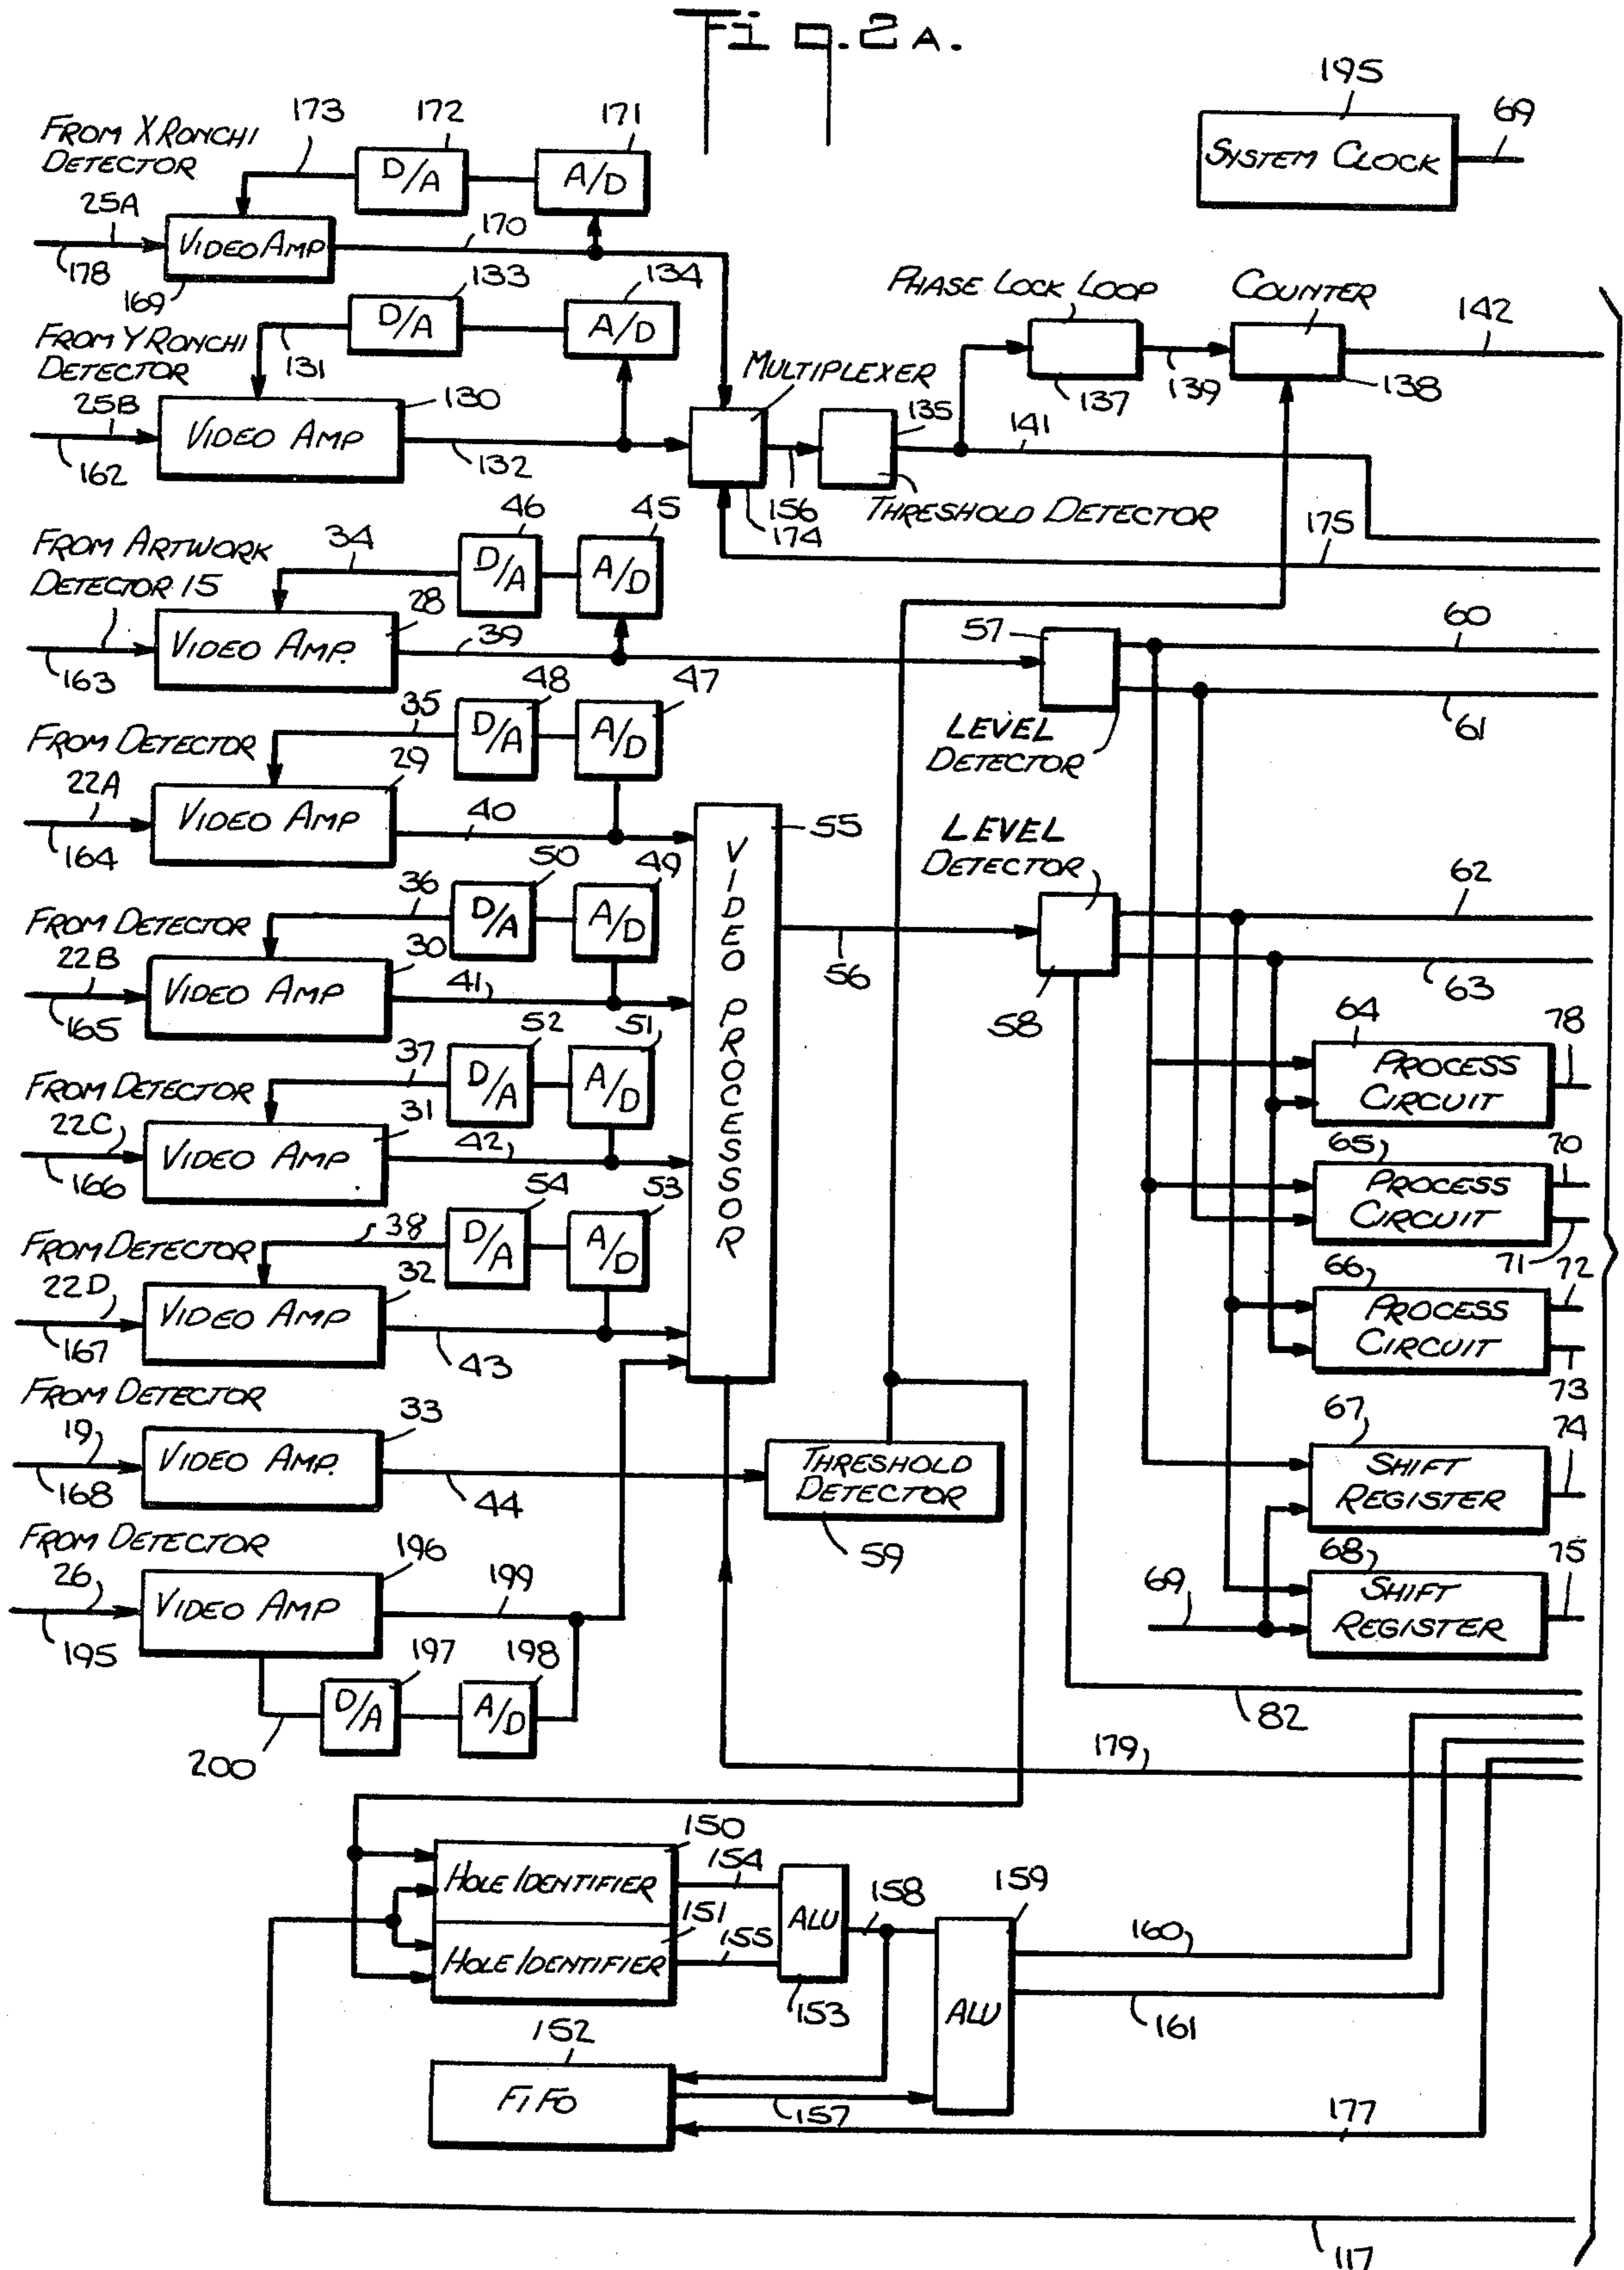 Fig. 2A.
195
SYSTEM CLOCK
69
FROM X RONCHI
DETECTOR
173
172
D/A
171
A/D
25A
178
VIDEO AMP
169
170
133
D/A
134
A/D
FROM Y RONCHI
DETECTOR
131
25B
162
VIDEO AMP
130
132
MULTIPLEXER
174
156
135
THRESHOLD DETECTOR
PHASE LOCK LOOP
137
139
COUNTER
138
142
141
175
FROM ARTWORK
DETECTOR 15
34
46
D/A
45
A/D
163
VIDEO AMP.
28
39
57
LEVEL
DETECTOR
60
61
FROM DETECTOR
22A
35
48
D/A
47
A/D
164
VIDEO AMP
29
40
55
VIDEO PROCESSOR
56
LEVEL
DETECTOR
58
62
63
FROM DETECTOR
22B
36
50
D/A
49
A/D
165
VIDEO AMP
30
41
FROM DETECTOR
22C
37
52
D/A
51
A/D
166
VIDEO AMP
31
42
64
PROCESS
CIRCUIT
78
65
PROCESS
CIRCUIT
70
71
66
PROCESS
CIRCUIT
72
73
FROM DETECTOR
22D
38
54
D/A
53
A/D
167
VIDEO AMP
32
43
FROM DETECTOR
19
168
VIDEO AMP.
33
44
THRESHOLD
DETECTOR
59
67
SHIFT
REGISTER
74
68
SHIFT
REGISTER
75
69
FROM DETECTOR
26
195
VIDEO AMP
196
199
197
D/A
198
A/D
200
82
179
150
HOLE IDENTIFIER
154
151
HOLE IDENTIFIER
155
ALU
153
158
159
ALU
160
161
152
FIFO
157
177
117